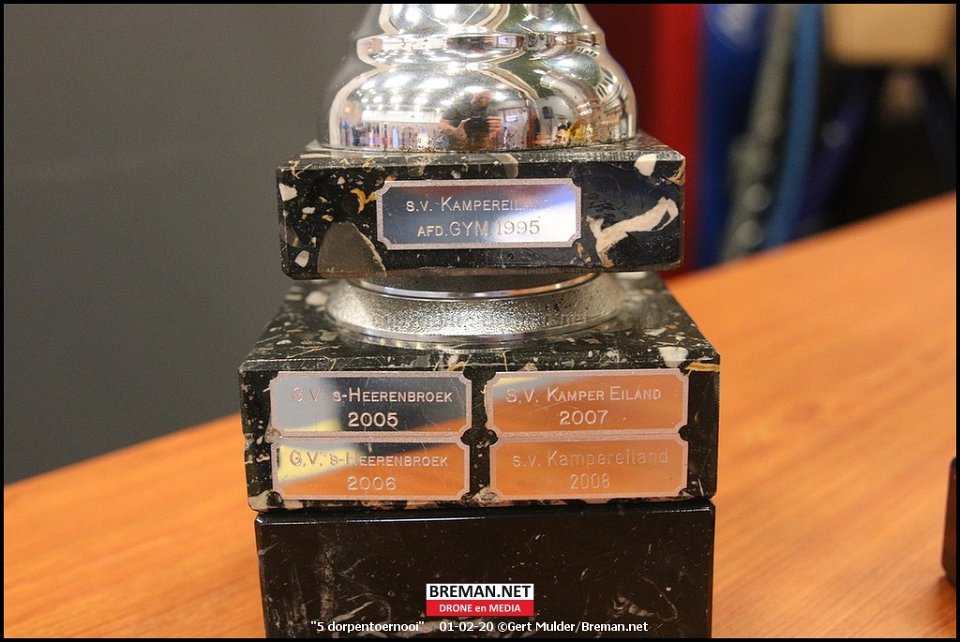 S.V. KAMPEREILAND
AFD. GYM 1995
G.V. S-HEERENBROEK
2005
S.V. KAMPER EILAND
2007
G.V. S-HEERENBROEK
2006
S.V. Kampereiland
2008
BREMAN.NET
DRONE en MEDIA
"5 dorpentoernooi" 01-02-20 ©Gert Mulder/Breman.net